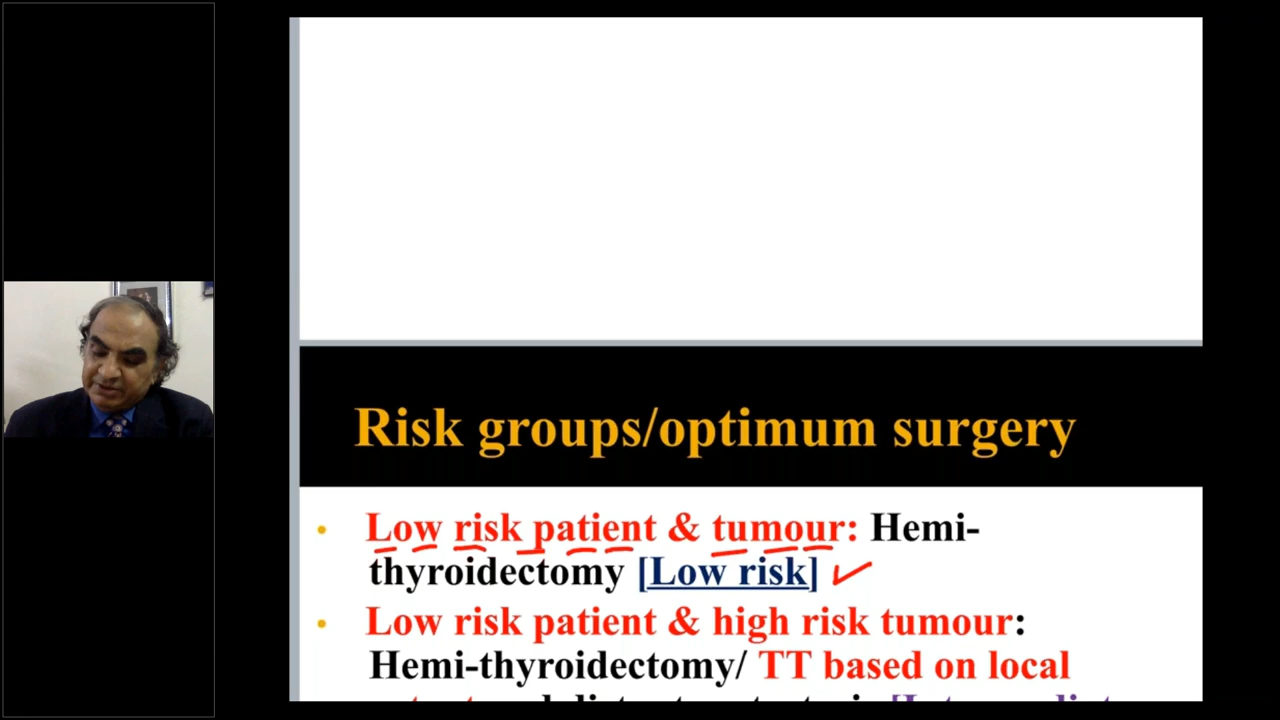 Risk groups/optimum surgery
• Low risk patient & tumour: Hemi-
thyroidectomy [Low risk]
• Low risk patient & high risk tumour:
Hemi-thyroidectomy/ TT based on local